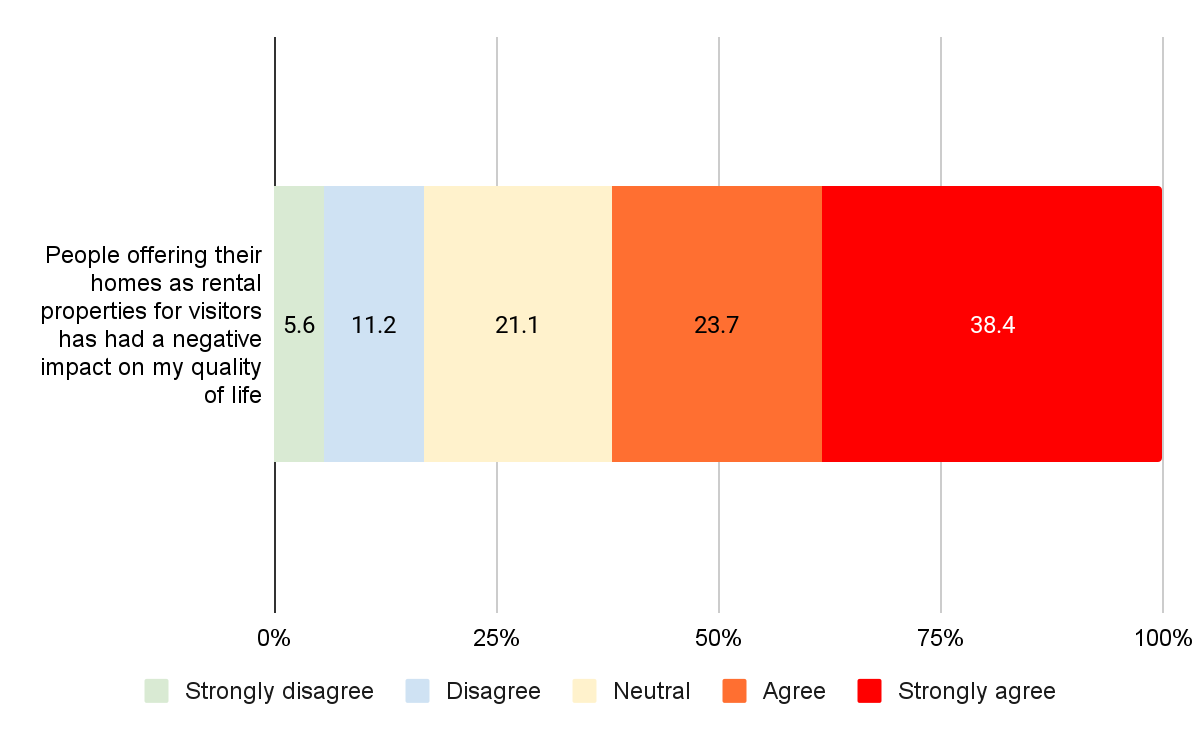 People offering their
homes as rental
properties for visitors
has had a negative
impact on my quality
of life
5.6
11.2
21.1
23.7
38.4
0%
25%
50%
75%
100%
Strongly disagree
Disagree
Neutral
Agree
Strongly agree